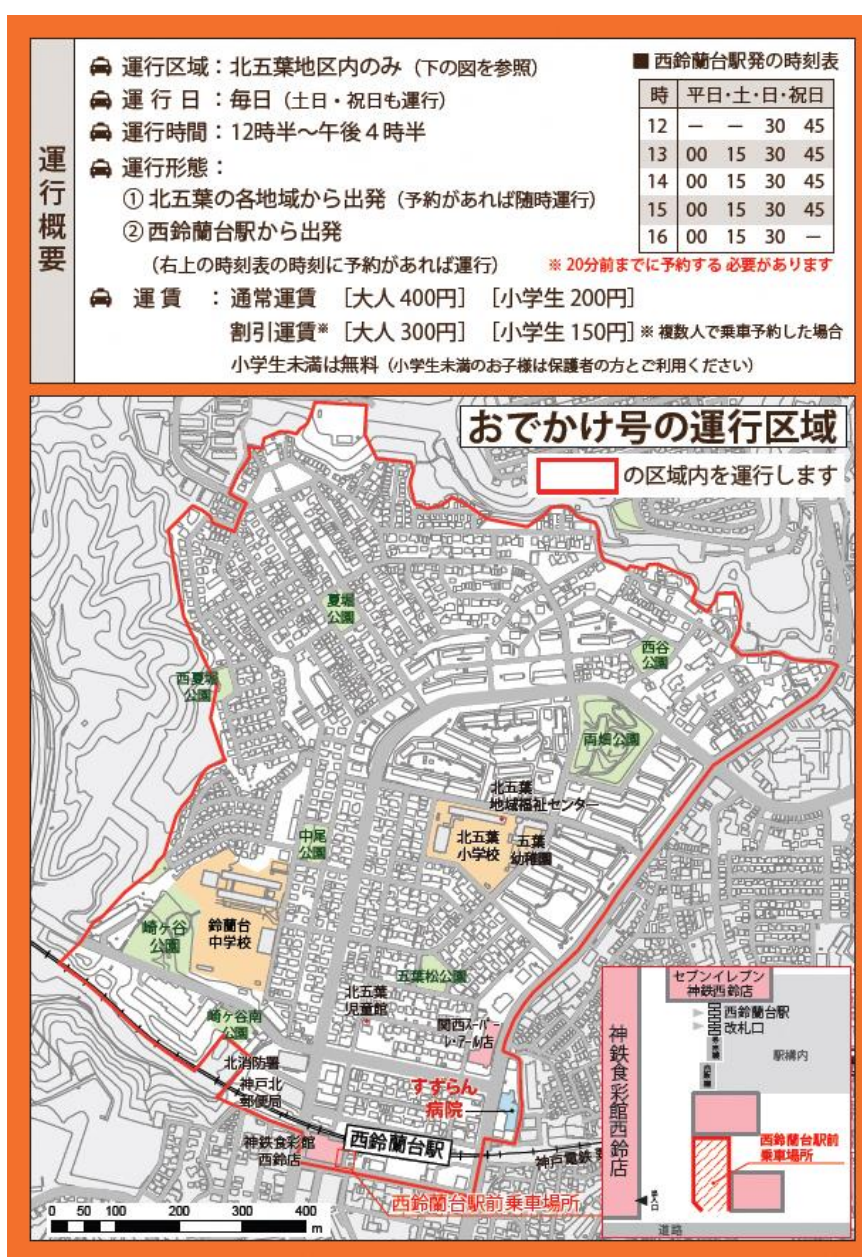 運行概要
運行区域：北五葉地区内のみ（下の図を参照）
運 行 日：毎日（土日・祝日も運行）
運行時間：12時半～午後４時半
運行形態：
①北五葉の各地域から出発（予約があれば随時運行）
②西鈴蘭台駅から出発
（右上の時刻表の時刻に予約があれば運行）
運 賃 ：通常運賃 ［大人 400円］ ［小学生 200円］
割引運賃※ ［大人 300円］ ［小学生 150円］※ 複数人で乗車予約した場合
小学生未満は無料（小学生未満のお子様は保護者の方とご利用ください）
■ 西鈴蘭台駅発の時刻表
時 平日・土・日・祝日
12 － － 30 45
13 00 15 30 45
14 00 15 30 45
15 00 15 30 45
16 00 15 30 －
※ 20分前までに予約する 必要があります
おでかけ号の運行区域
の区域内を運行します
夏堀
公園
西谷
公園
西夏堀
公園
両畑公園
北五葉
地域福祉センター
北五葉
小学校
五葉
幼稚園
中尾
公園
崎ヶ谷
公園
鈴蘭台
中学校
五葉松公園
北五葉
児童館
関西スーパー
ル・アール店
崎ヶ谷南
公園
北消防署
神戸北
郵便局
すずらん
病院
神鉄食彩館
西鈴店
西鈴蘭台駅
神戸電鉄
西鈴蘭台駅前乗車場所
0 50 100 200 300 400
m
セブンイレブン
神鉄西鈴店
西鈴蘭台駅
改札口
駅構内
神鉄食彩館西鈴店
西鈴蘭台駅前
乗車場所
道路